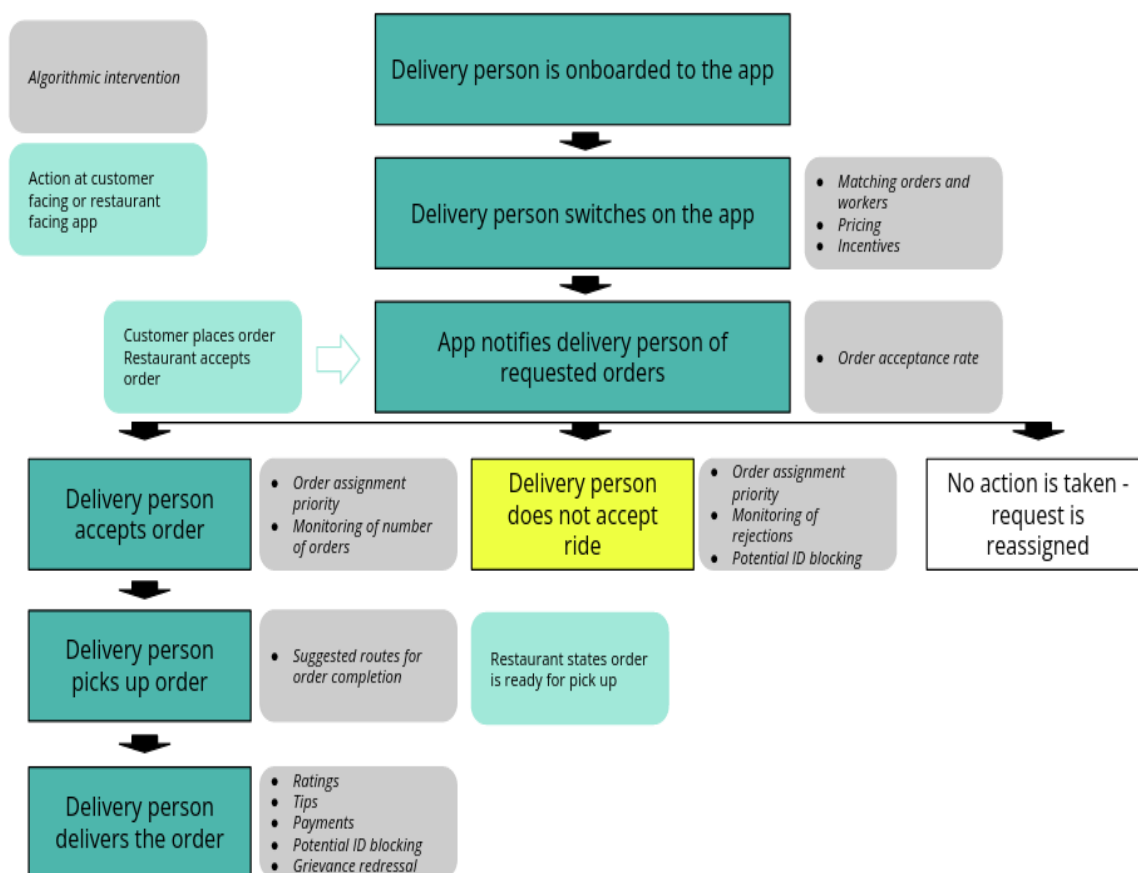 Delivery person is onboarded to the app
Algorithmic intervention
Action at customer
facing or restaurant
facing app
Delivery person switches on the app
• Matching orders and
workers
• Pricing
• Incentives
Customer places order
Restaurant accepts
order
App notifies delivery person of
requested orders
• Order acceptance rate
Delivery person
accepts order
• Order assignment
priority
• Monitoring of number
of orders
Delivery person
does not accept
ride
• Order assignment
priority
• Monitoring of
rejections
• Potential ID blocking
No action is taken -
request is
reassigned
Delivery person
picks up order
• Suggested routes for
order completion
Restaurant states order
is ready for pick up
Delivery person
delivers the order
• Ratings
• Tips
• Payments
• Potential ID blocking
• Grievance redressal